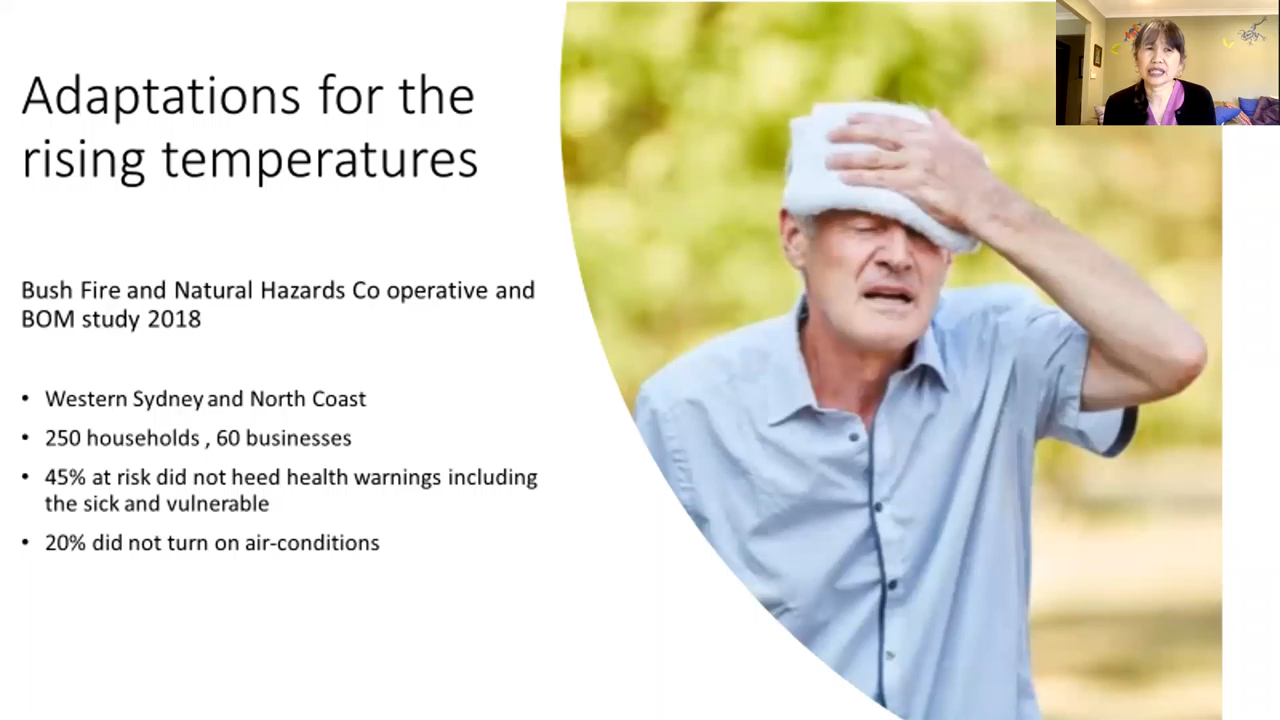 Adaptations for the
rising temperatures
Bush Fire and Natural Hazards Co operative and
BOM study 2018
• Western Sydney and North Coast
• 250 households , 60 businesses
• 45% at risk did not heed health warnings including
the sick and vulnerable
• 20% did not turn on air-conditions